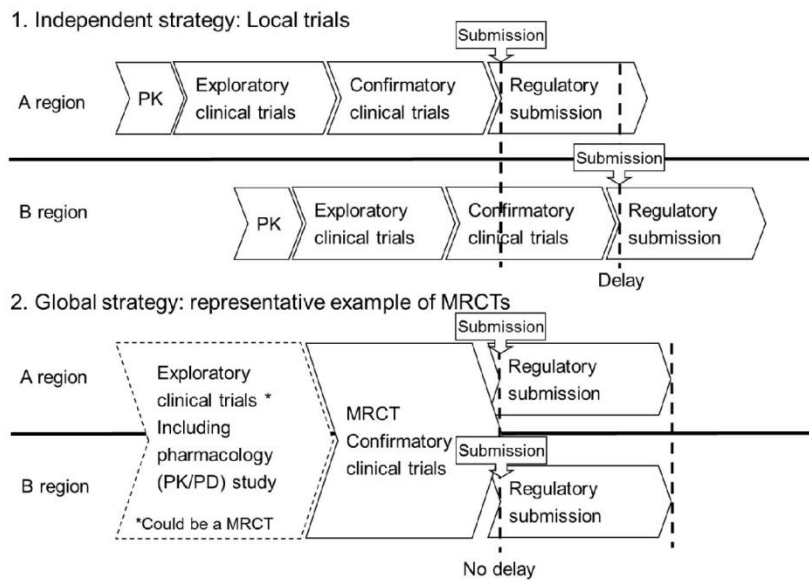 1. Independent strategy: Local trials
Submission
A region
PK
Exploratory
clinical trials
Confirmatory
clinical trials
Regulatory
submission
Submission
B region
PK
Exploratory
clinical trials
Confirmatory
clinical trials
Regulatory
submission
Delay
2. Global strategy: representative example of MRCTs
Submission
A region
Exploratory
clinical trials *
Including
pharmacology
(PK/PD) study
*Could be a MRCT
MRCT
Confirmatory
clinical trials
Regulatory
submission
Submission
B region
Regulatory
submission
No delay